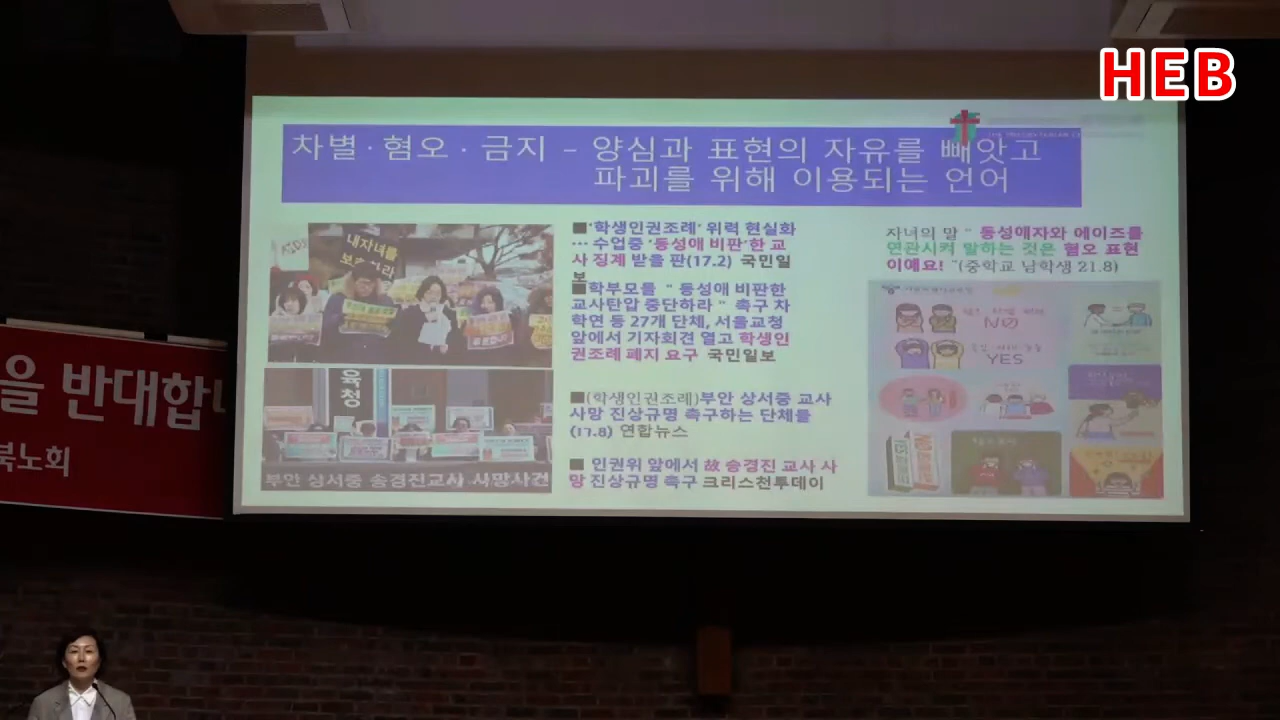 HEB
차별·혐오·금지 - 양심과 표현의 자유를 빼앗고
파괴를 위해 이용되는 언어
내자녀를
■'학생인권조례' 위력 현실화
… 수업중 '동성애 비판'한 교
사 징계 받을 판(17.2) 국민일
보
■학부모들 " 동성애 비판한
교사탄압 중단하라 " 촉구 차
학연 등 27개 단체, 서울교청
앞에서 기자회견 열고 학생인
권조례 폐지 요구 국민일보
■(학생인권조례)부안 상서중 교사
사망 진상규명 촉구하는 단체들
(17.8) 연합뉴스
■ 인권위 앞에서 故 송경진 교사 사
망 진상규명 촉구 크리스천투데이
자녀의 말 " 동성애자와 에이즈를
연관시켜 말하는 것은 혐오 표현
이예요! "(중학교 남학생 21.8)
NO
YES
육청
부안 상서중 송경진교사 사망사건
을 반대합니
북노회